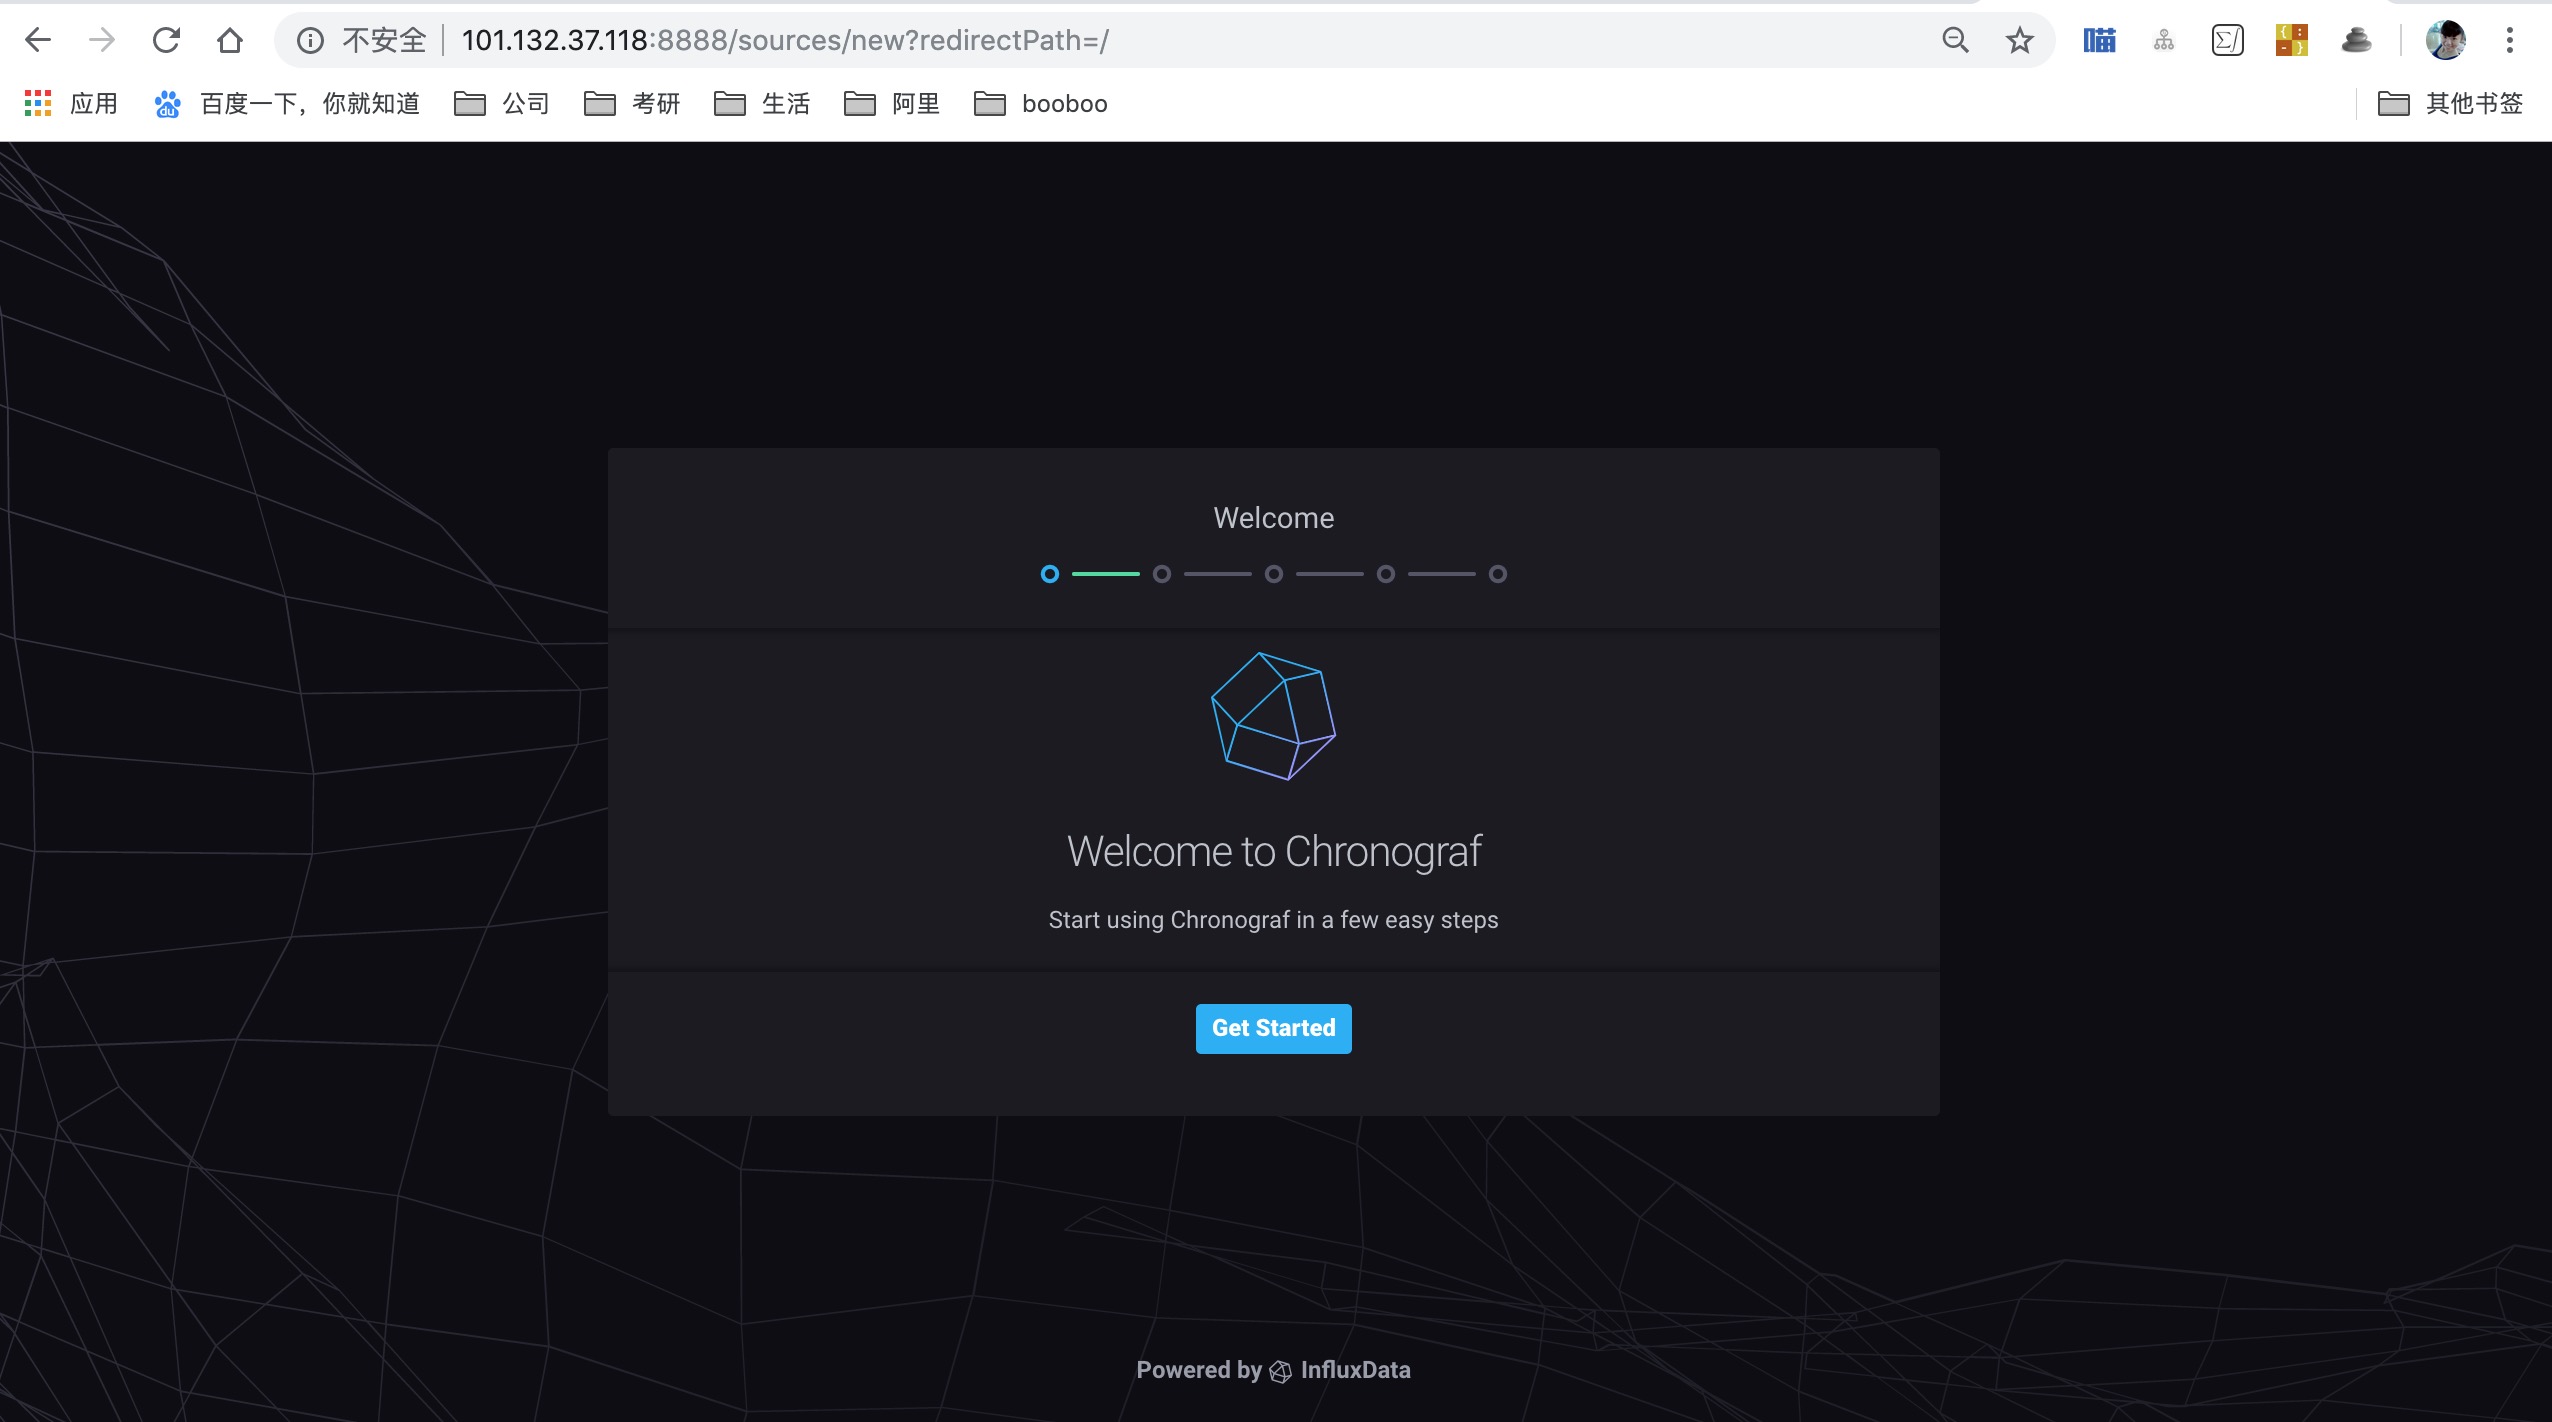 不安全 101.132.37.118:8888/sources/new?redirectPath=/
喵 Σ∫ { : - }
应用 du 百度一下，你就知道 公司 考研 生活 阿里 booboo 其他书签
Welcome
Welcome to Chronograf
Start using Chronograf in a few easy steps
Get Started
Powered by InfluxData